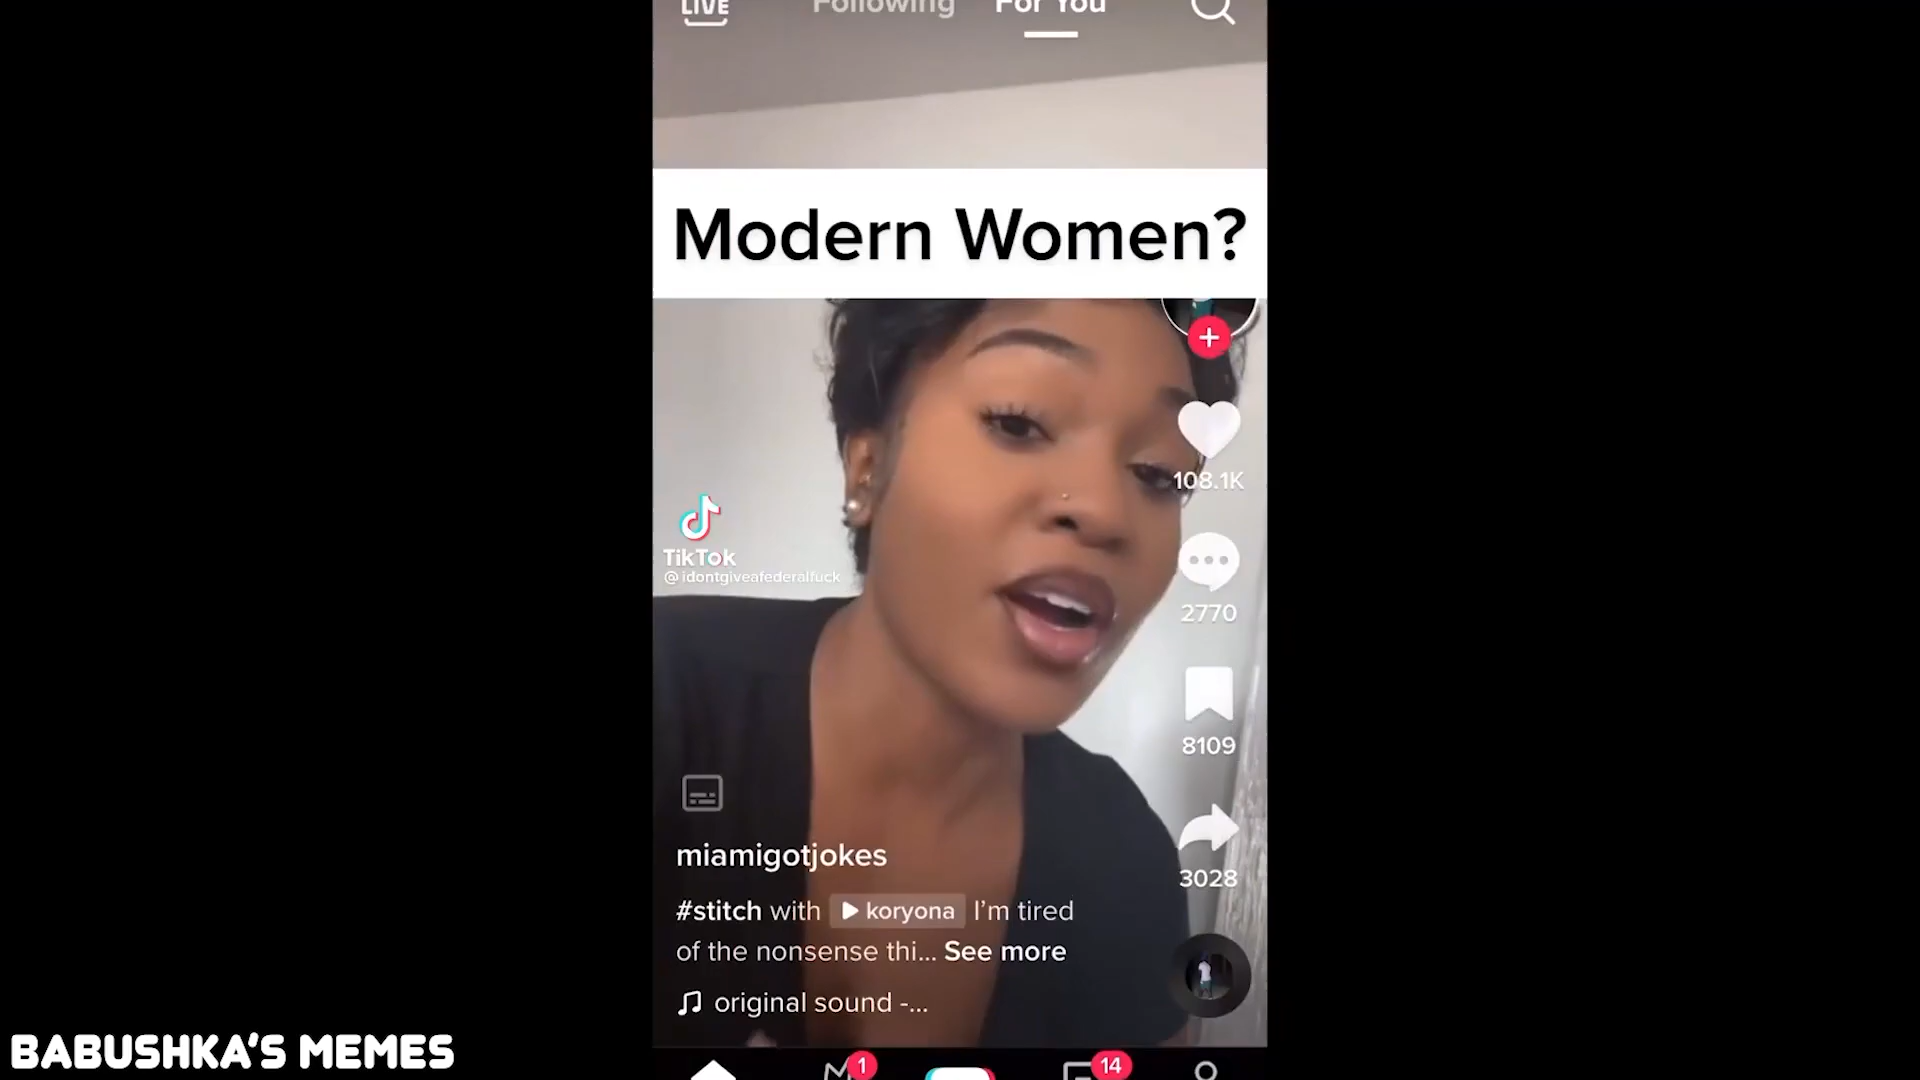 LIVE
Following For You
Modern Women?
108.1K
TikTok
@idontgiveafederalfuck
2770
8109
miamigotjokes
3028
#stitch with koryona I'm tired
of the nonsense thi... See more
original sound -...
BABUSHKA'S MEMES
1
14